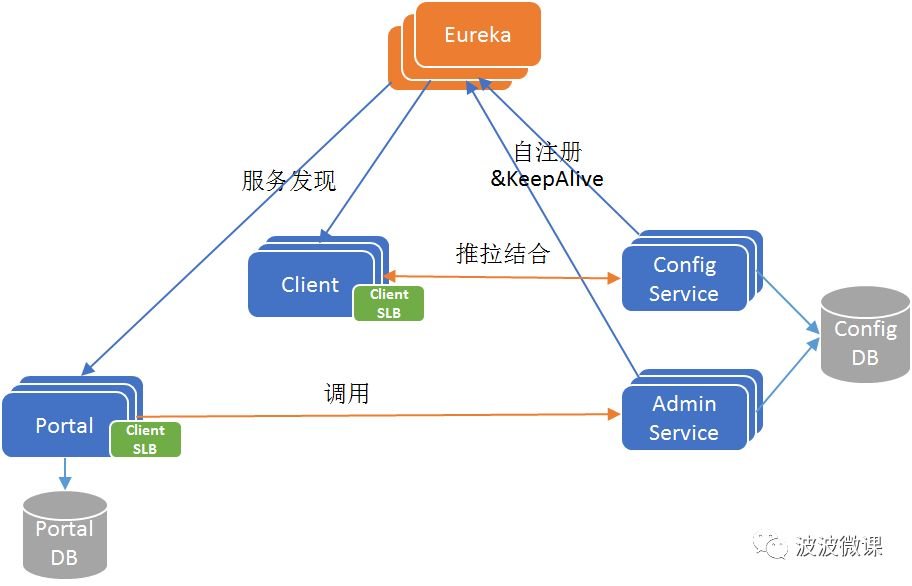 Eureka
自注册
&KeepAlive
服务发现
推拉结合
Client
Client
SLB
Config
Service
Config
DB
调用
Portal
Client
SLB
Admin
Service
Portal
DB
波波微课